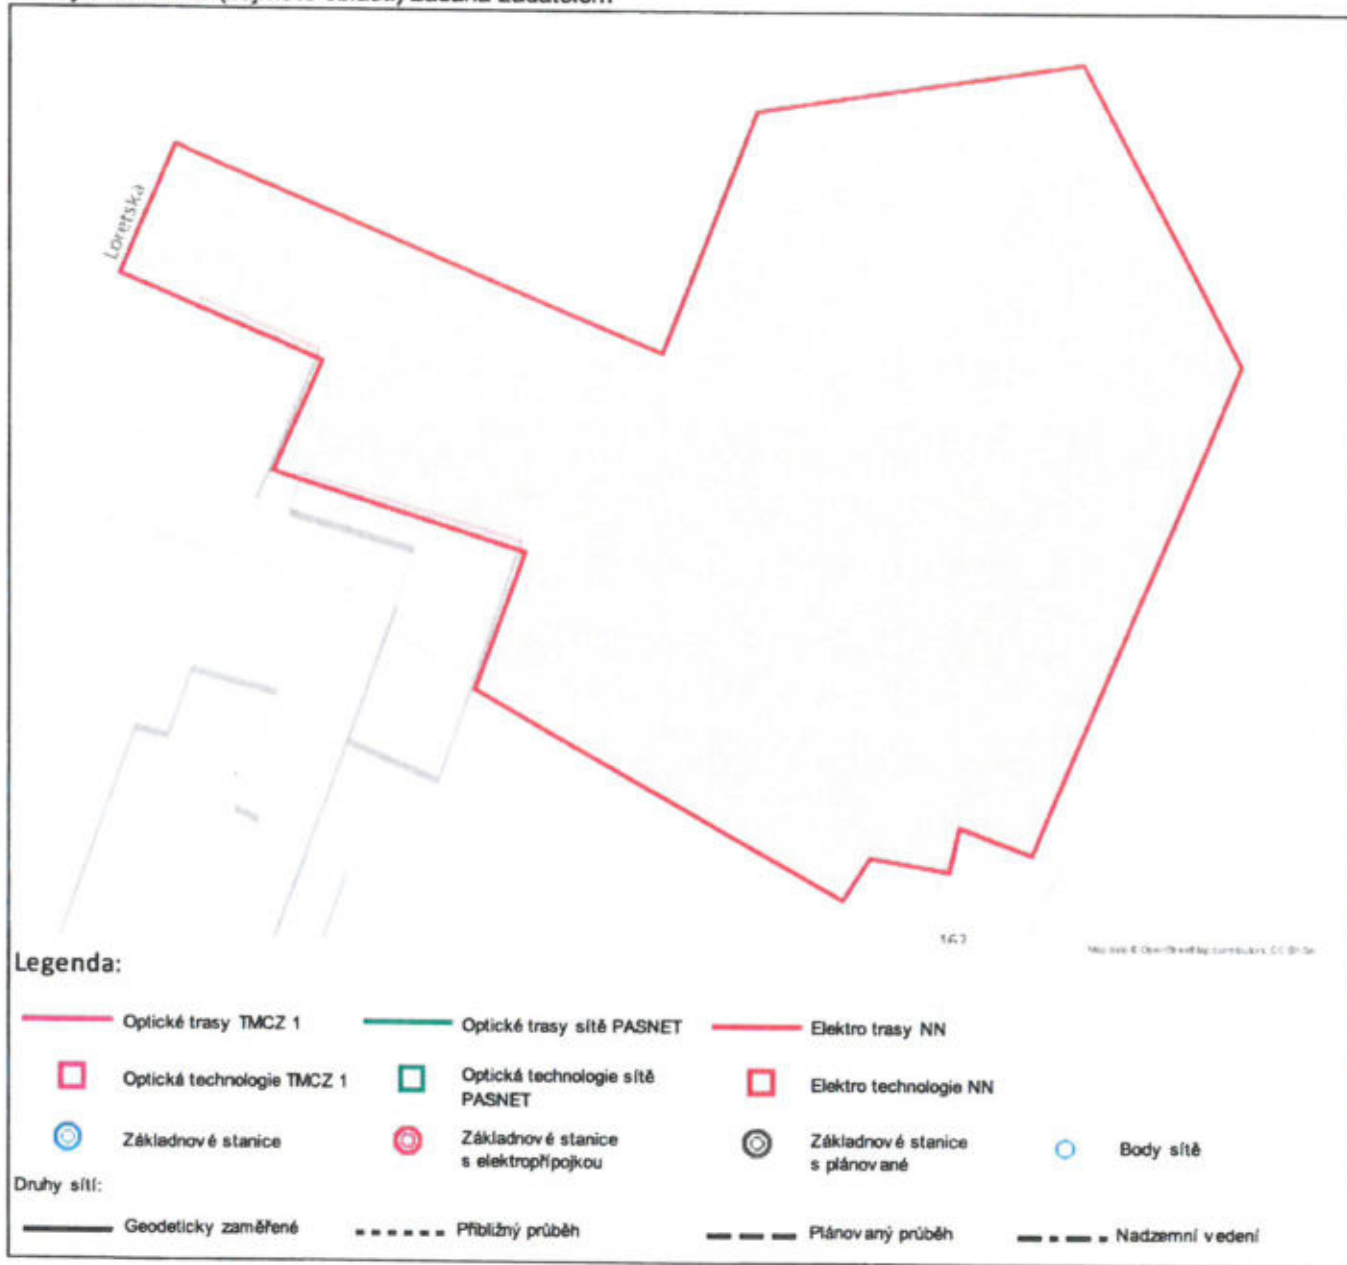 Loretská
162
Legenda:
Optické trasy TMCZ 1
Optické trasy sítě PASNET
Elektro trasy NN
Optická technologie TMCZ 1
Optická technologie sítě
PASNET
Elektro technologie NN
Základnové stanice
Základnové stanice
s elektropřípojkou
Základnové stanice
s plánované
Body sítě
Druhy sítí:
Geodeticky zaměřené
Přibližný průběh
Plánovaný průběh
Nadzemní vedení